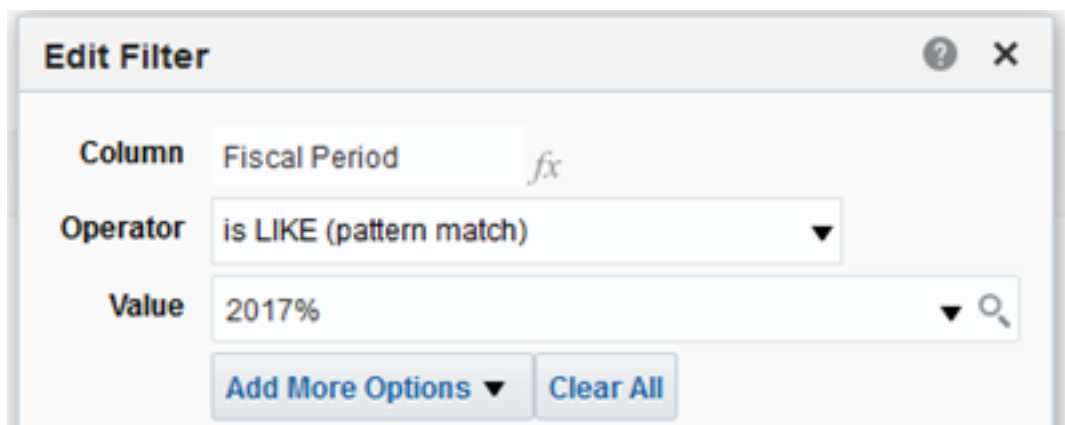 Edit Filter
Column Fiscal Period fx
Operator is LIKE (pattern match)
Value 2017%
Add More Options Clear All